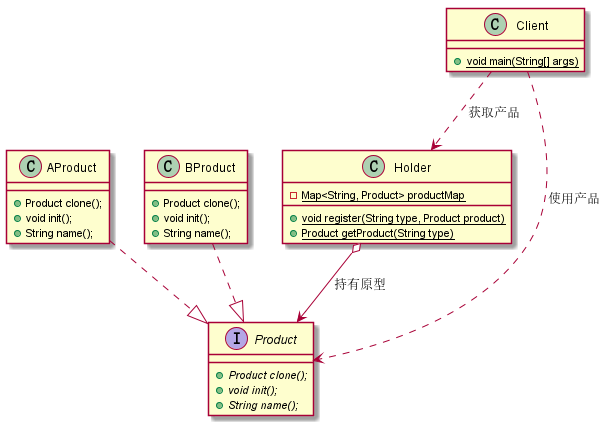 C Client
void main(String[] args)
获取产品
C AProduct
Product clone();
void init();
String name();
C BProduct
Product clone();
void init();
String name();
C Holder
Map<String, Product> productMap
void register(String type, Product product)
Product getProduct(String type)
使用产品
持有原型
I Product
Product clone();
void init();
String name();